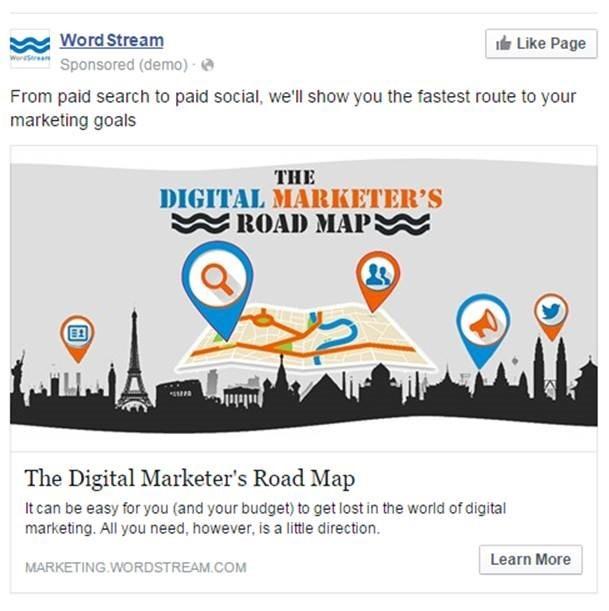 WordStream
WordStream
Sponsored (demo) ·
Like Page
From paid search to paid social, we'll show you the fastest route to your
marketing goals
THE
DIGITAL MARKETER'S
ROAD MAP
The Digital Marketer's Road Map
It can be easy for you (and your budget) to get lost in the world of digital
marketing. All you need, however, is a little direction.
MARKETING.WORDSTREAM.COM
Learn More